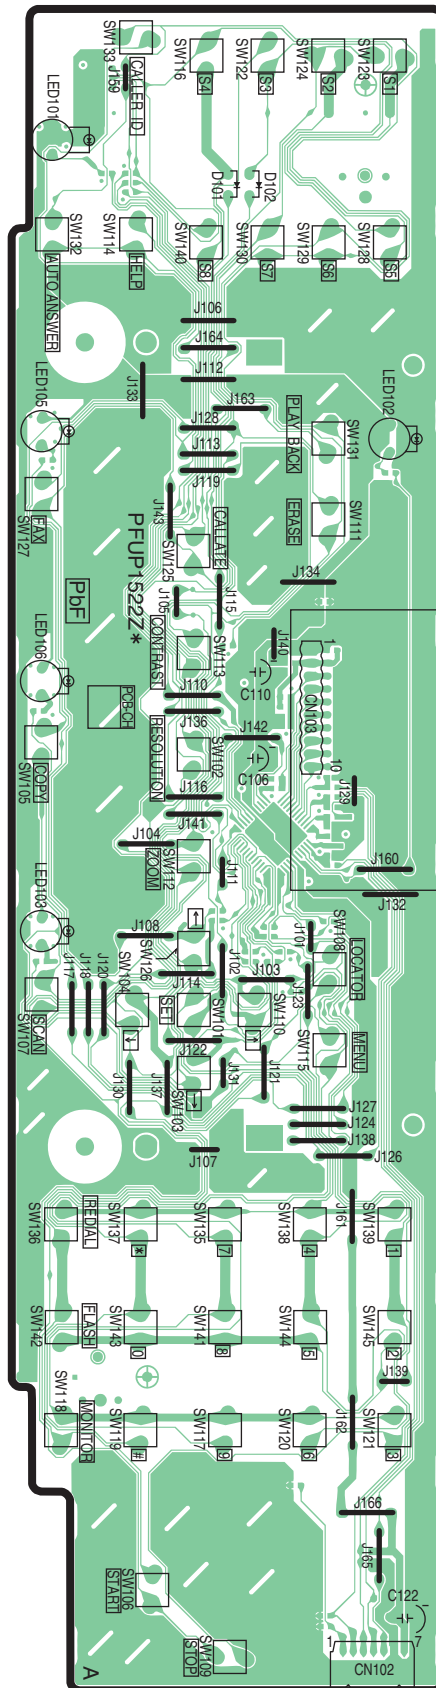 SW133
J159
CALLER ID
SW116
S4
SW122
S3
SW124
S2
SW123
S1
LED101
D101
D102
SW132
AUTO ANSWER
SW114
HELP
SW140
S8
SW130
S7
SW129
S6
SW128
S5
J106
J164
J112
J133
J163
LED105
LED102
J128
J113
J119
PLAY BACK
SW131
FAX
SW127
J143
ERASE
SW111
PFUP1522Z*
SW125
CALLATE
J134
J105
J115
PbF
CONTRAST
SW113
J140
1
CN103
LED106
C110
PCB-CH
J110
J136
COPY
SW105
RESOLUTION
SW102
J142
C106
10
J129
J116
J141
J104
ZOOM
SW112
J111
J160
J132
LED103
J108
↑
SW126
J101
SW108
LOCATOR
J102
J114
J103
J117
J118
J120
SW104
SCAN
SW107
SET
SW101
SW110
J123
↓
J122
↑
SW115
MENU
J130
J137
SW103
↓
J131
J121
J127
J124
J138
J107
J126
SW136
REDIAL
SW137
*
SW135
7
SW138
4
J161
SW139
1
SW142
FLASH
SW143
0
SW141
8
SW144
5
SW145
2
J139
SW118
MONITOR
SW119
#
SW117
9
SW120
6
J162
SW121
3
J166
J165
SW106
START
C122
SW109
STOP
1
7
CN102
A